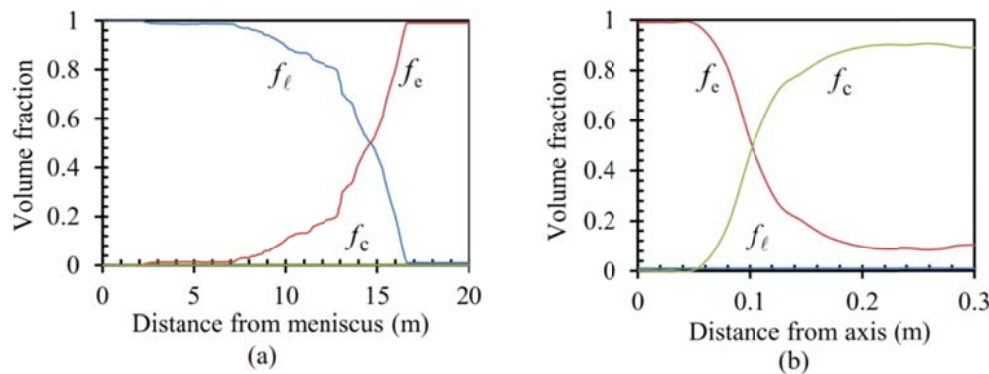 Volume fraction
1
0.8
0.6
0.4
0.2
0
fℓ
fe
fc
0 5 10 15 20
Distance from meniscus (m)
(a)
Volume fraction
1
0.8
0.6
0.4
0.2
0
fe
fc
fℓ
0 0.1 0.2 0.3
Distance from axis (m)
(b)